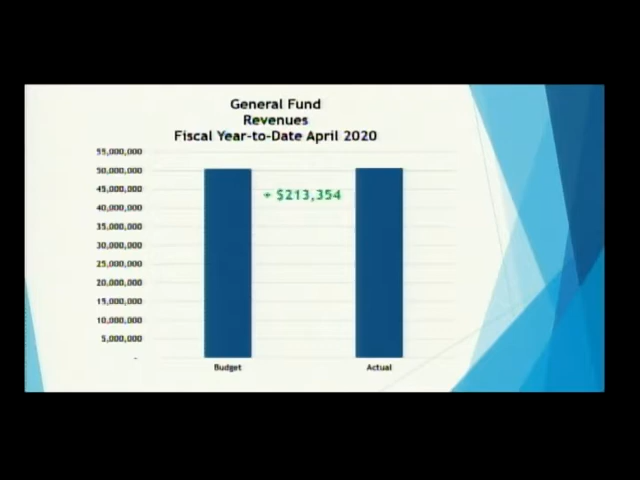 General Fund
Revenues
Fiscal Year-to-Date April 2020
55,000,000
50,000,000
45,000,000
40,000,000
35,000,000
30,000,000
25,000,000
20,000,000
15,000,000
10,000,000
5,000,000
-
+ $213,354
Budget
Actual